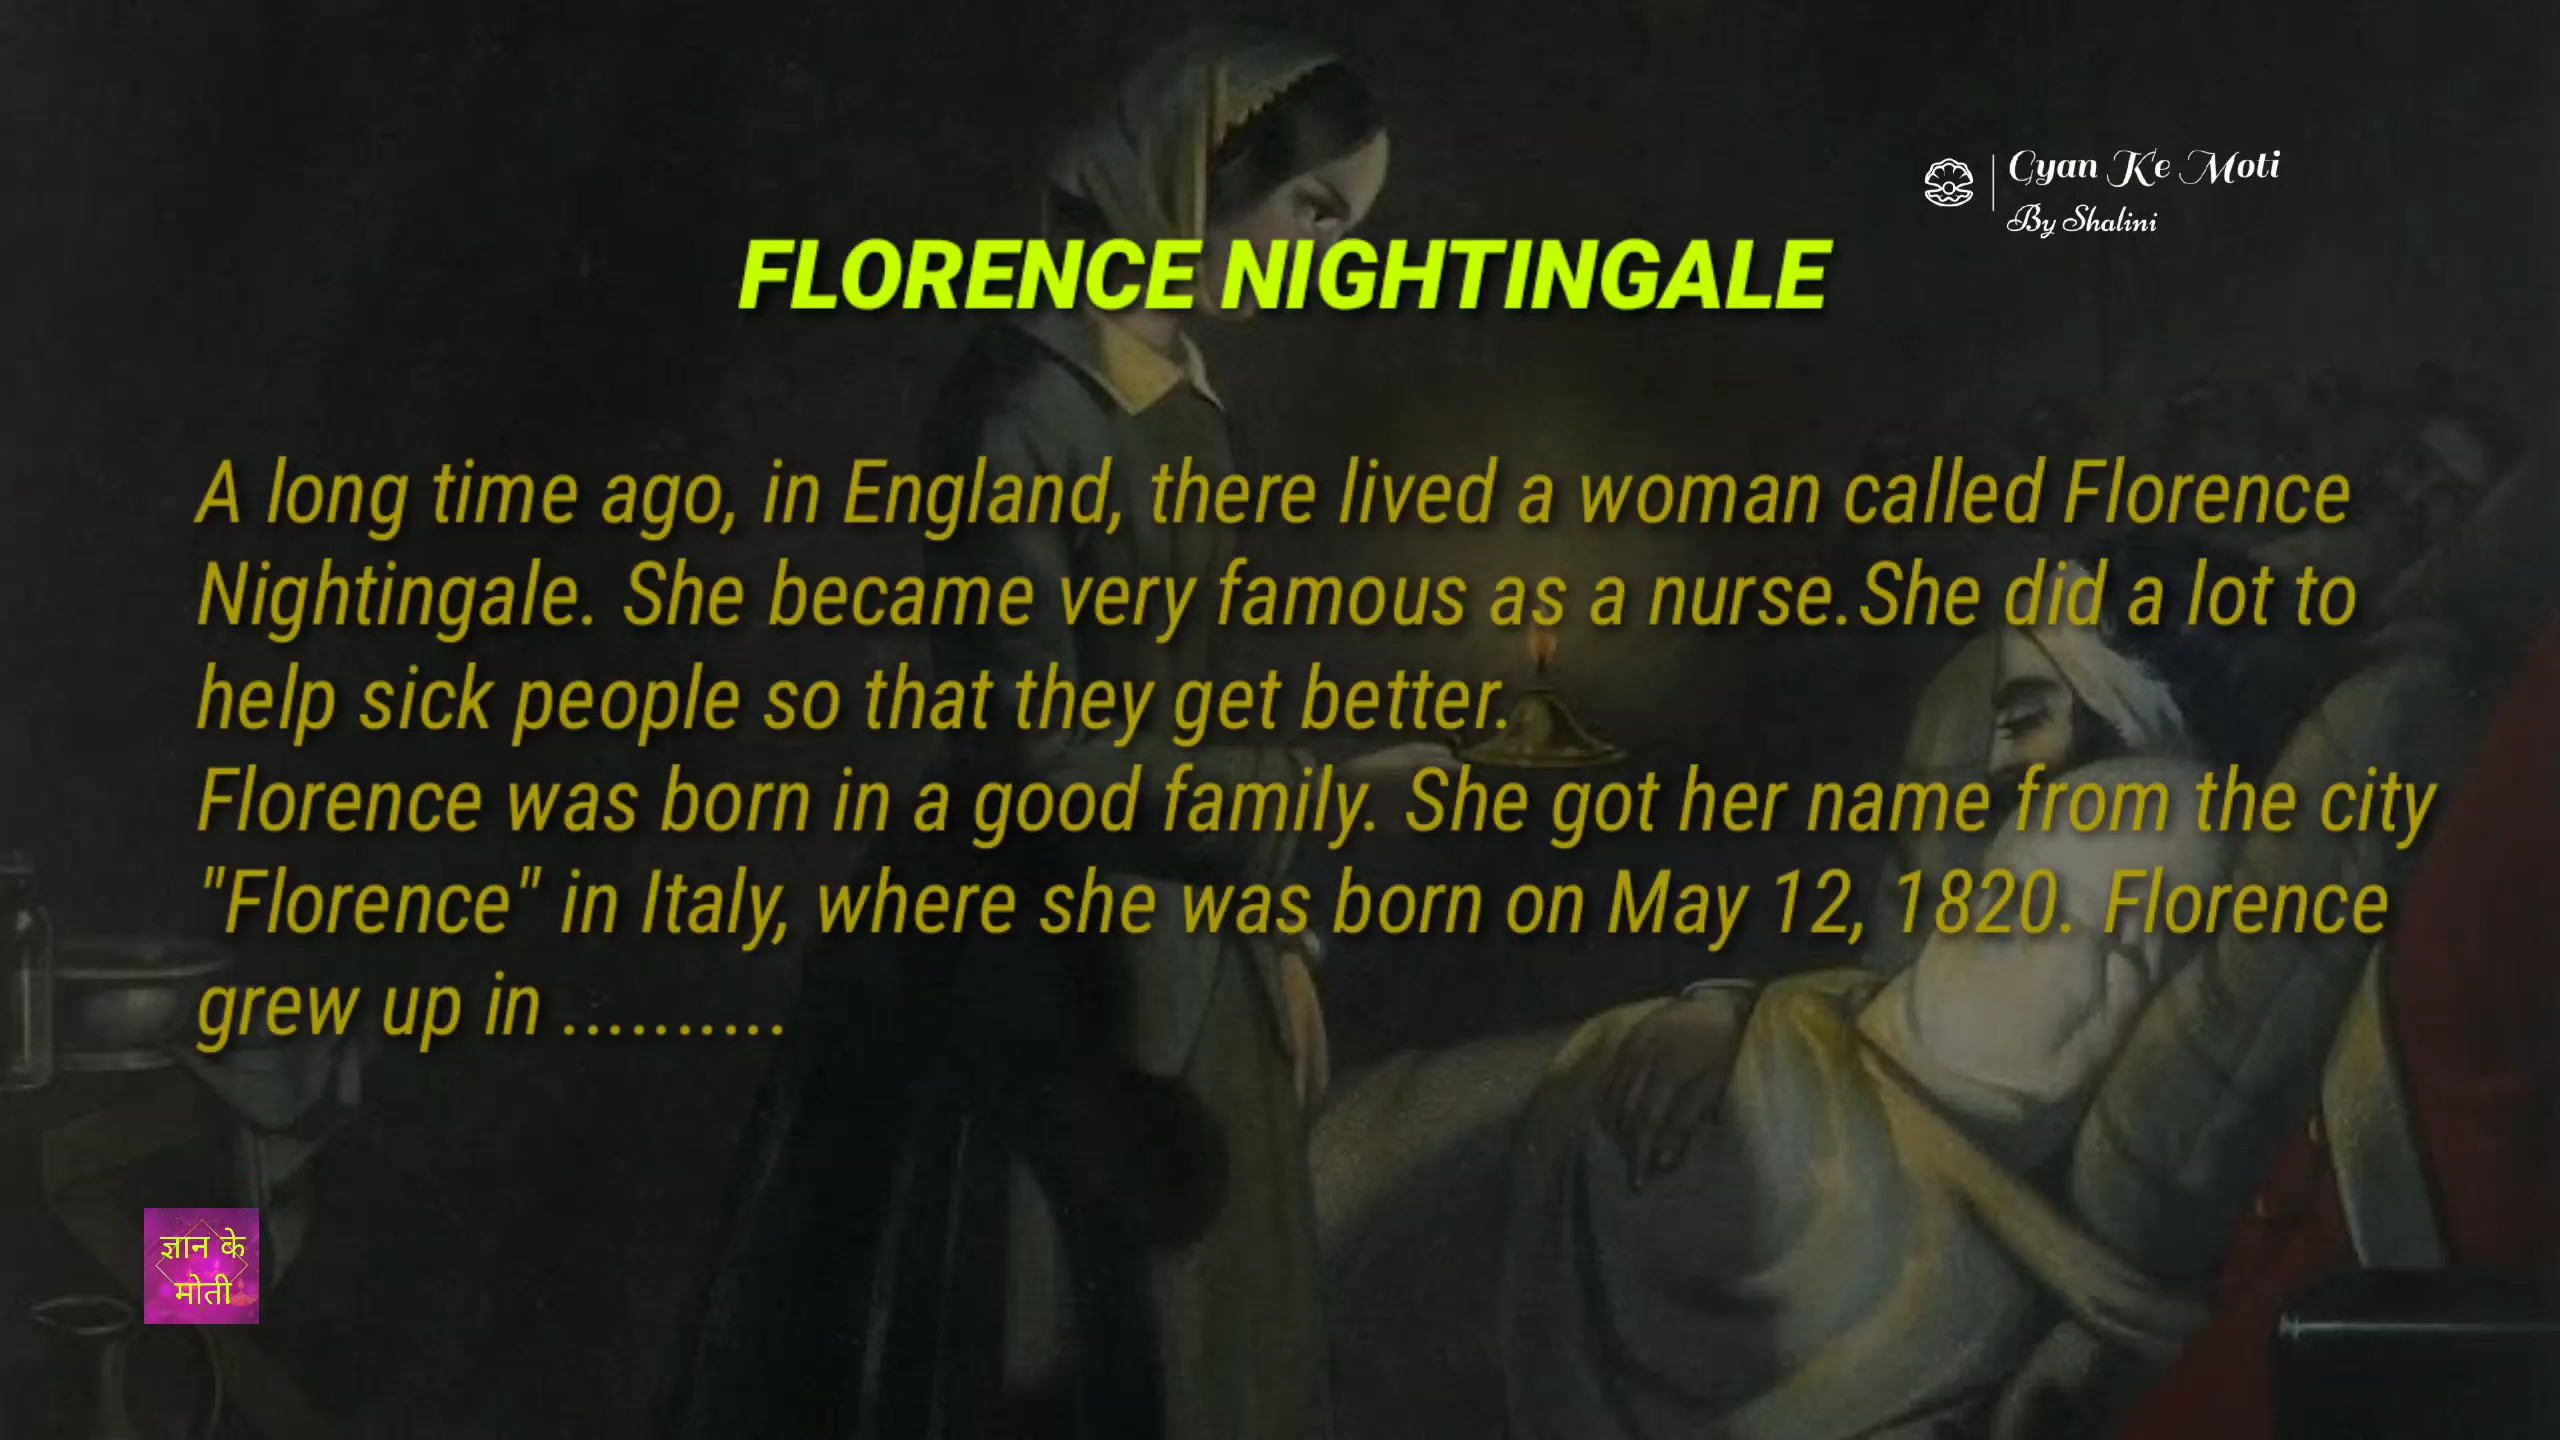 Gyan Ke Moti
By Shalini
FLORENCE NIGHTINGALE
A long time ago, in England, there lived a woman called Florence
Nightingale. She became very famous as a nurse.She did a lot to
help sick people so that they get better.
Florence was born in a good family. She got her name from the city
"Florence" in Italy, where she was born on May 12, 1820. Florence
grew up in ..........
ज्ञान के
मोती